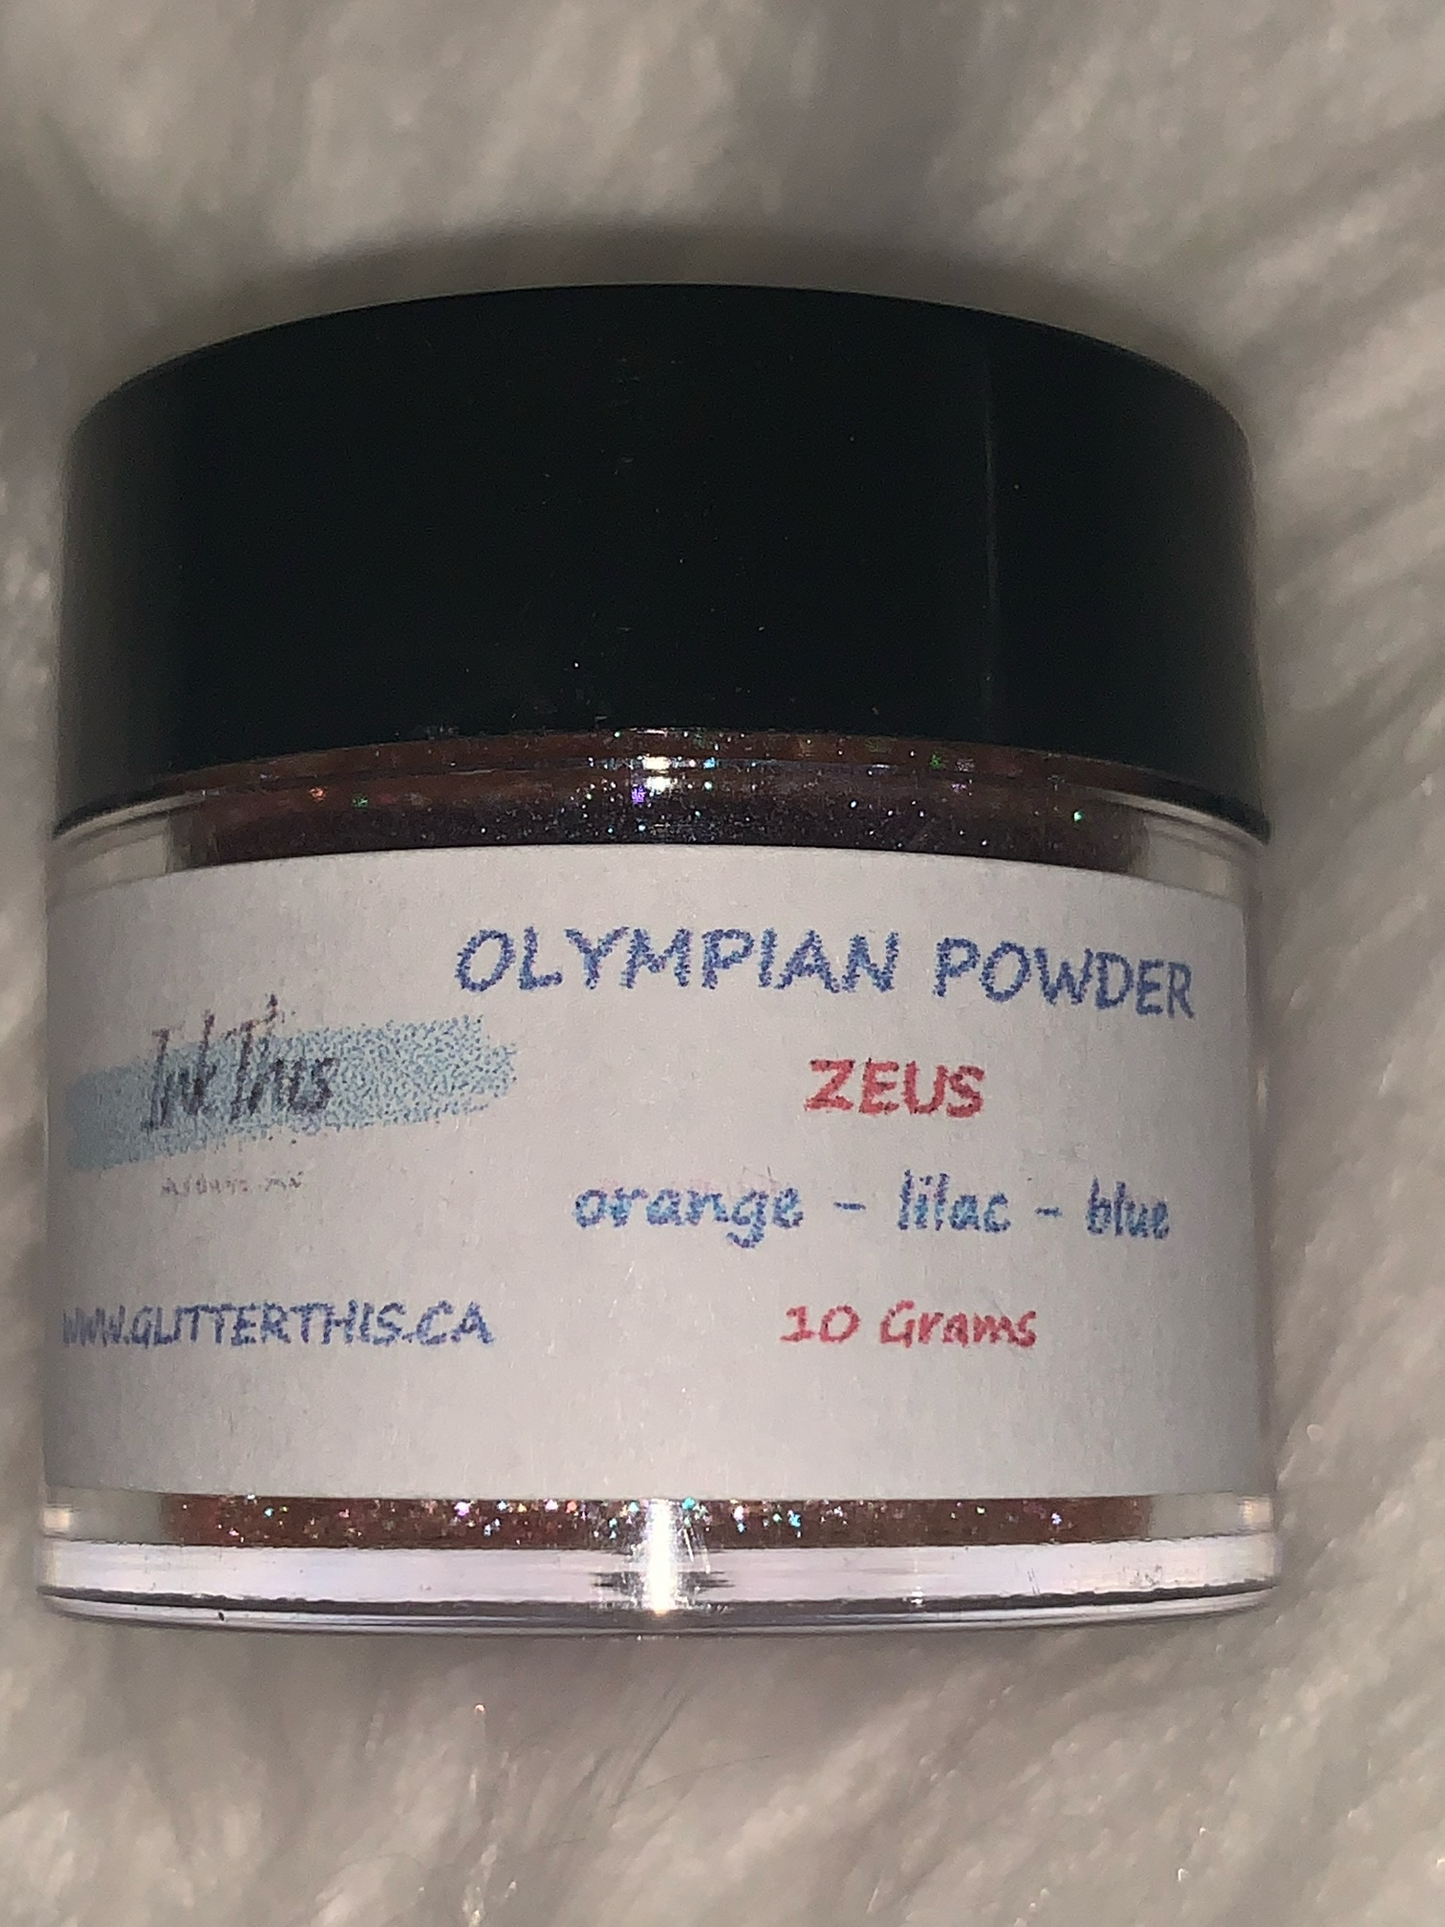 OLYMPIAN POWDER
Ink This
ZEUS
orange - lilac - blue
WWW.GLITTERTHIS.CA
10 Grams